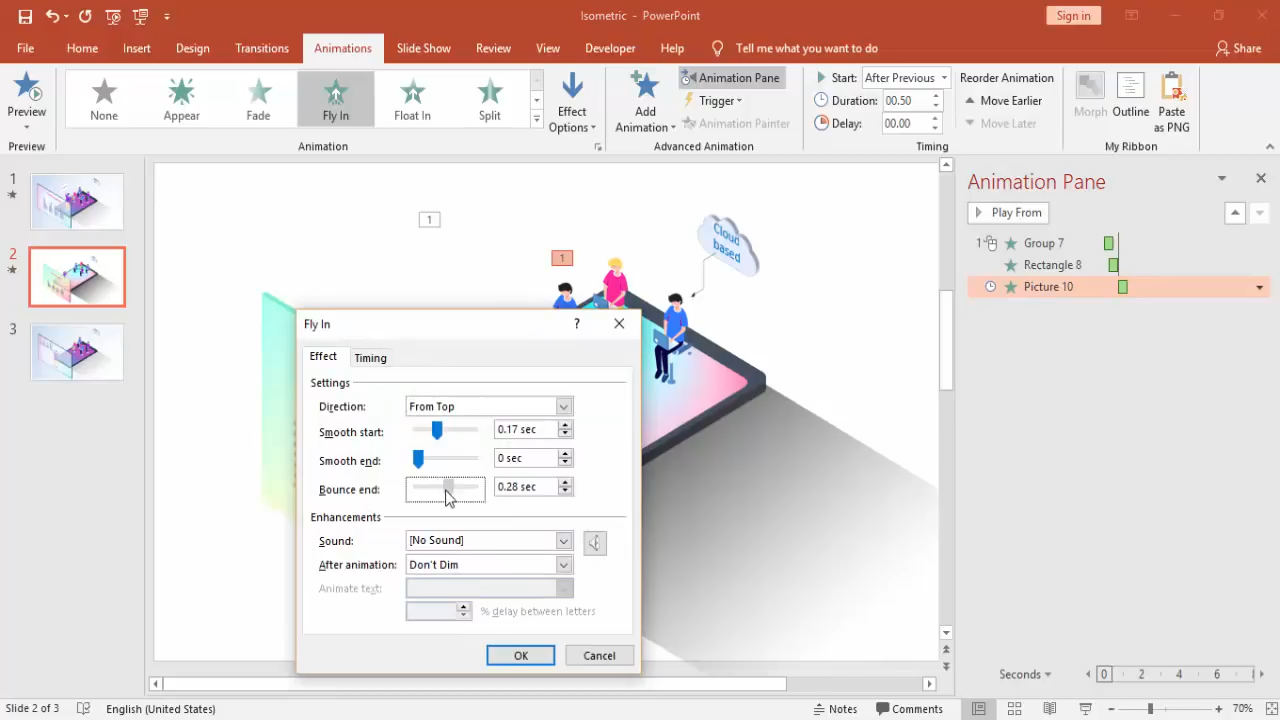 Isometric - PowerPoint
Sign in
File Home Insert Design Transitions Animations Slide Show Review View Developer Help Tell me what you want to do Share
Preview
None
Appear
Fade
Fly In
Float In
Split
Effect
Options
Add
Animation
Animation Pane
Trigger
Animation Painter
Start: After Previous
Duration: 00.50
Delay: 00.00
Reorder Animation
Move Earlier
Move Later
Morph
Outline
Paste
as PNG
Preview
Animation
Advanced Animation
Timing
My Ribbon
1
2
3
1
1
Cloud
based
Fly In
?
Effect Timing
Settings
Direction: From Top
Smooth start: 0.17 sec
Smooth end: 0 sec
Bounce end: 0.28 sec
Enhancements
Sound: [No Sound]
After animation: Don't Dim
Animate text:
% delay between letters
OK Cancel
Animation Pane
Play From
1 Group 7
Rectangle 8
Picture 10
Seconds 0 2 4 6
Slide 2 of 3 English (United States) Notes Comments 70%